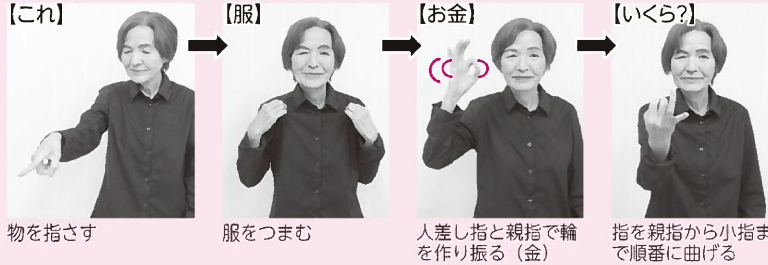 【これ】
【服】
【お金】
【いくら?】
物を指さす
服をつまむ
人差し指と親指で輪
を作り振る（金）
指を親指から小指ま
で順番に曲げる